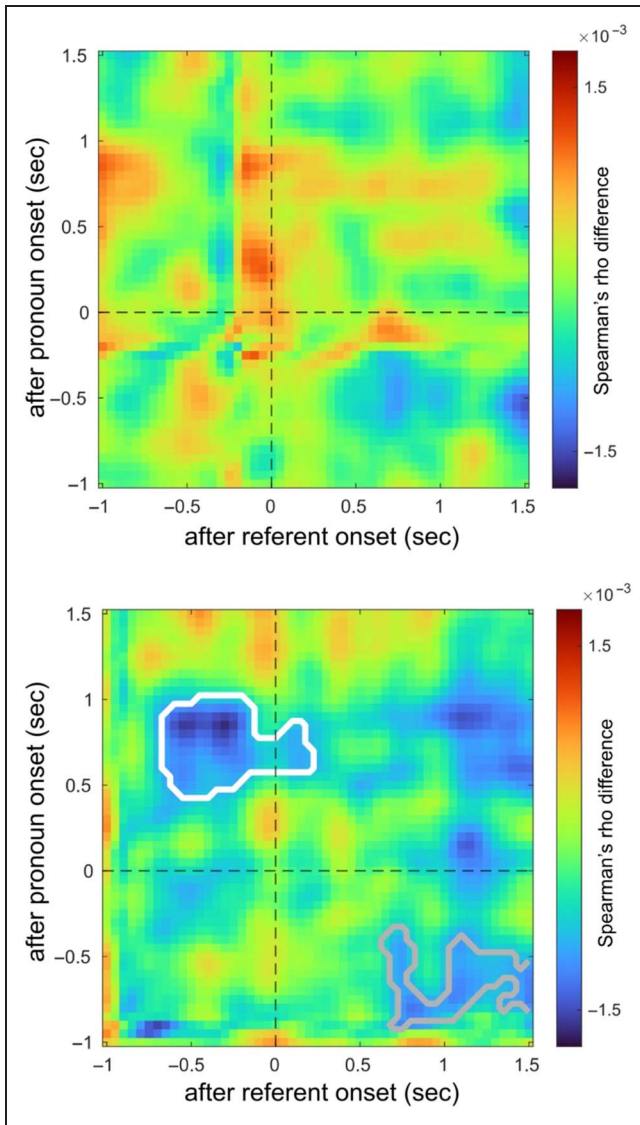 ×10⁻³
1.5
1
0.5
0
−0.5
−1
−1 −0.5 0 0.5 1 1.5
after pronoun onset (sec)
after referent onset (sec)
1.5
−1.5
Spearman's rho difference
×10⁻³
1.5
1
0.5
0
−0.5
−1
−1 −0.5 0 0.5 1 1.5
after pronoun onset (sec)
after referent onset (sec)
1.5
−1.5
Spearman's rho difference